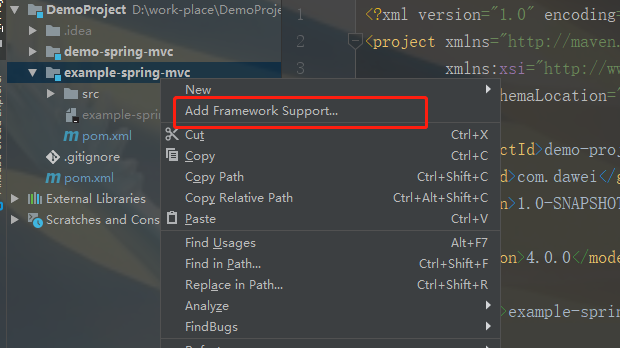 DemoProject D:\work-place\DemoProje
.idea
demo-spring-mvc
example-spring-mvc
src
example-sprin
pom.xml
.gitignore
pom.xml
External Libraries
Scratches and Cons
New
Add Framework Support...
Cut Ctrl+X
Copy Ctrl+C
Copy Path Ctrl+Shift+C
Copy Relative Path Ctrl+Alt+Shift+C
Paste Ctrl+V
Find Usages Alt+F7
Find in Path... Ctrl+Shift+F
Replace in Path... Ctrl+Shift+R
Analyze
FindBugs
1 <?xml version="1.0" encoding=
2 <project xmlns="http://maven.
3 xmlns:xsi="http://ww
hemaLocation="
ctId>demo-pro
d>com.dawei</g
n>1.0-SNAPSHOT
on>4.0.0</mode
>example-sprin